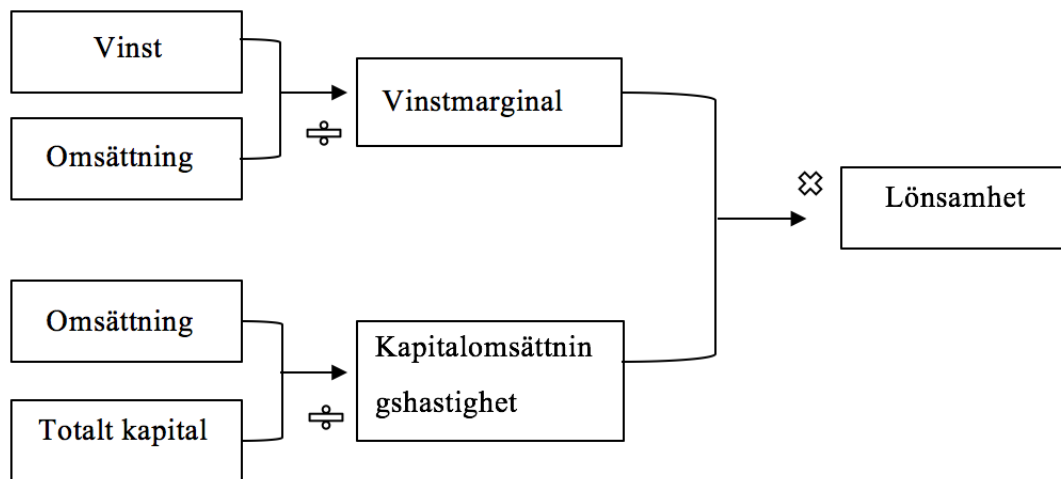 Vinst
Omsättning
÷
Vinstmarginal
Omsättning
Totalt kapital
÷
Kapitalomsättnin
gshastighet
✖
Lönsamhet